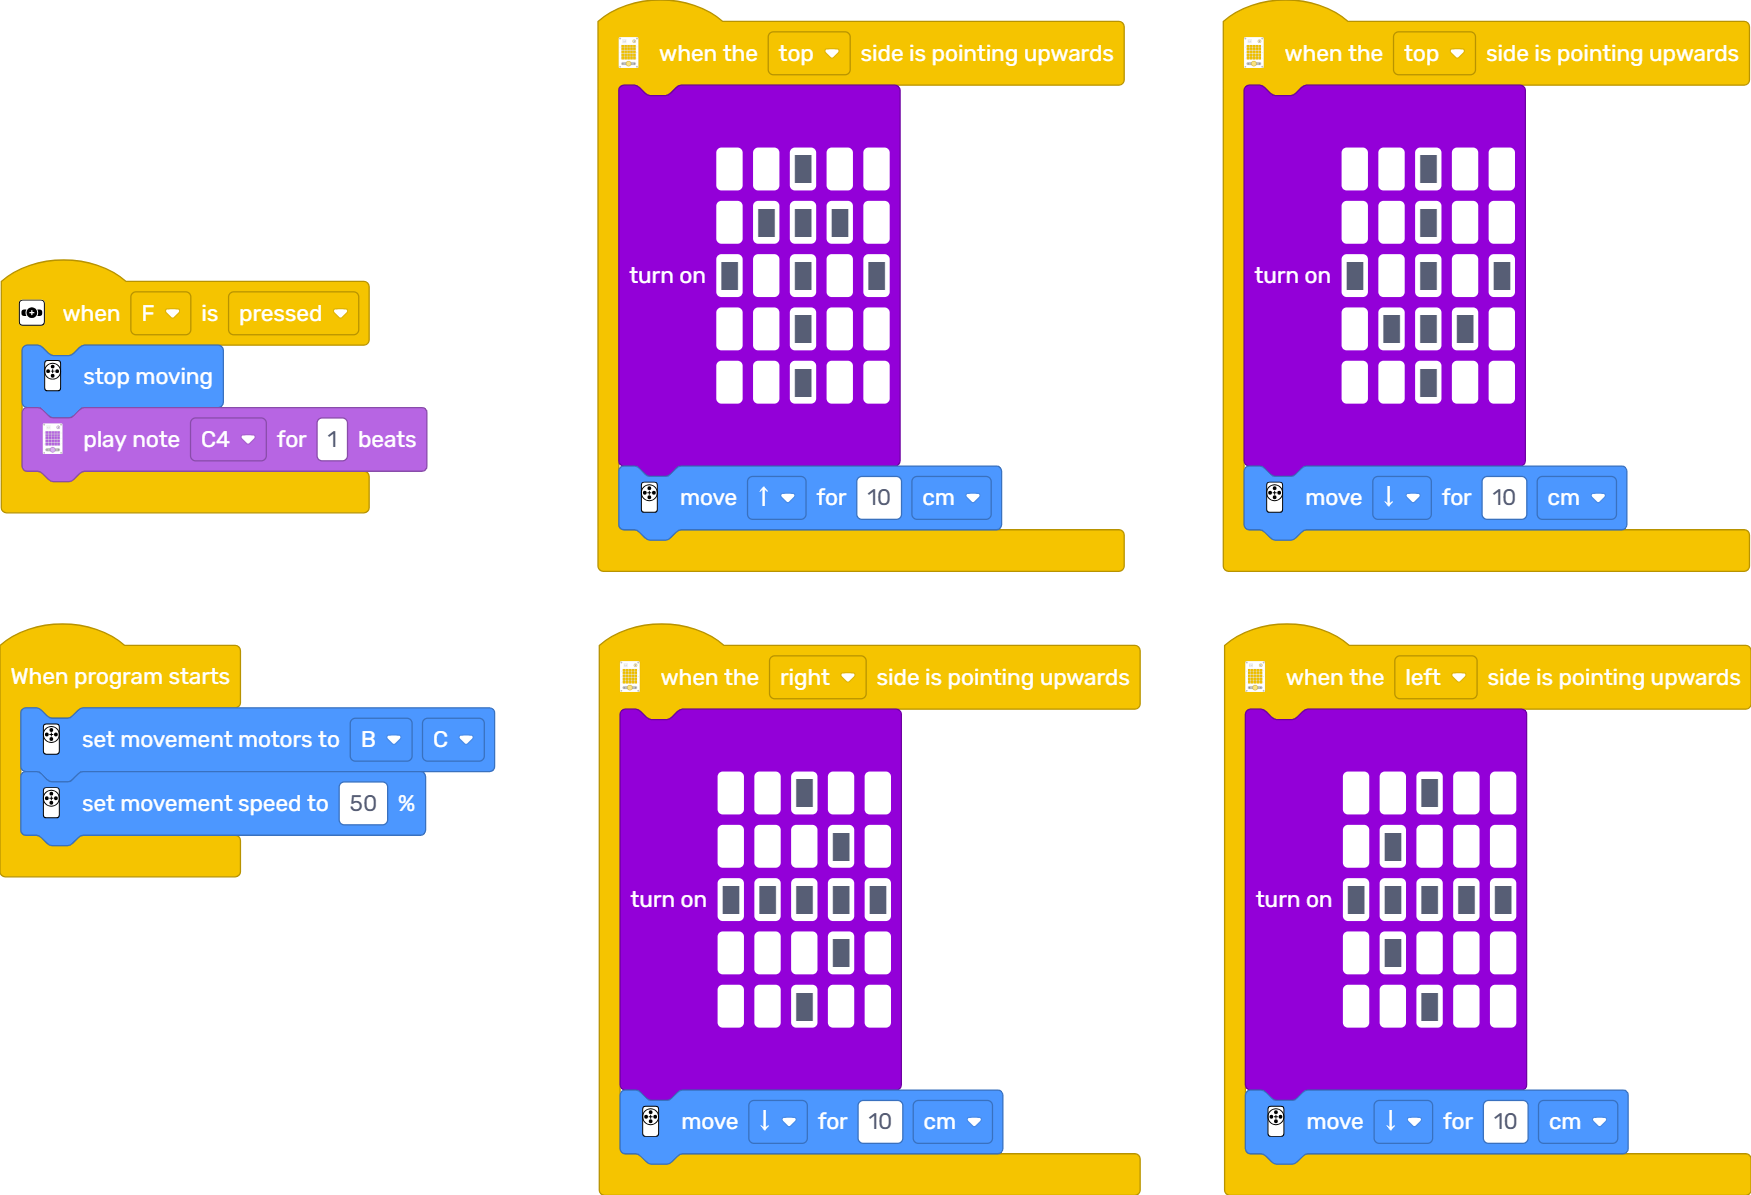 when F is pressed
stop moving
play note C4 for 1 beats
When program starts
set movement motors to B C
set movement speed to 50 %
when the top side is pointing upwards
turn on
move ↑ for 10 cm
when the top side is pointing upwards
turn on
move ↓ for 10 cm
when the right side is pointing upwards
turn on
move ↓ for 10 cm
when the left side is pointing upwards
turn on
move ↓ for 10 cm